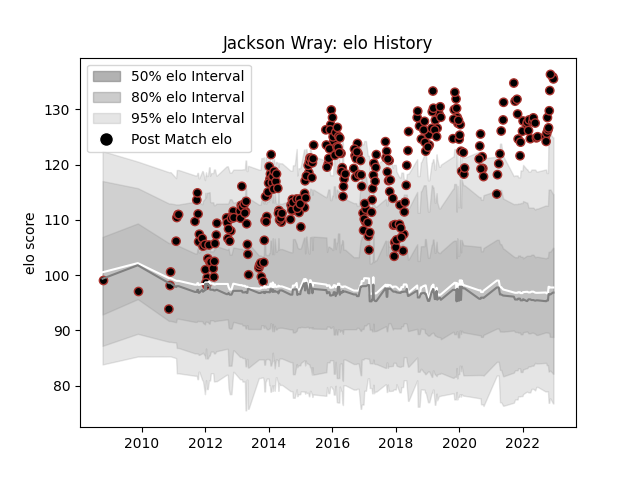 Jackson Wray: elo History
50% elo Interval
80% elo Interval
95% elo Interval
Post Match elo
elo score
130
120
110
100
90
80
2010
2012
2014
2016
2018
2020
2022